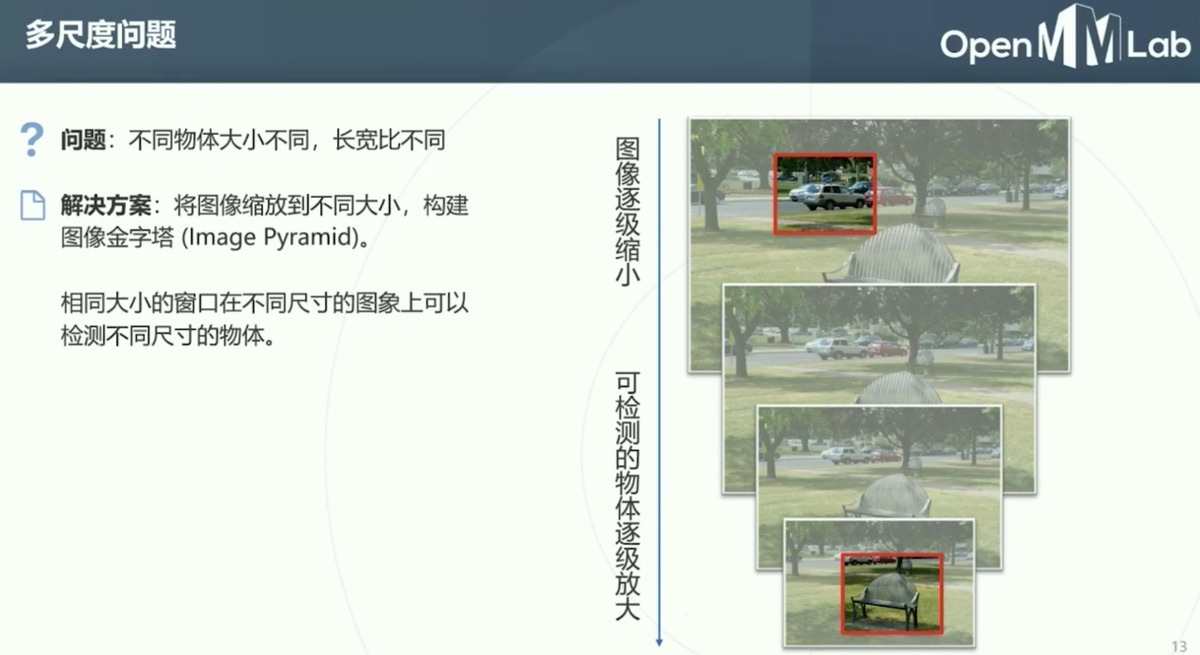 多尺度问题
OpenMMLab
问题：不同物体大小不同，长宽比不同
解决方案：将图像缩放到不同大小，构建
图像金字塔 (Image Pyramid)。
相同大小的窗口在不同尺寸的图象上可以
检测不同尺寸的物体。
图像逐级缩小
可检测的物体逐级放大
13